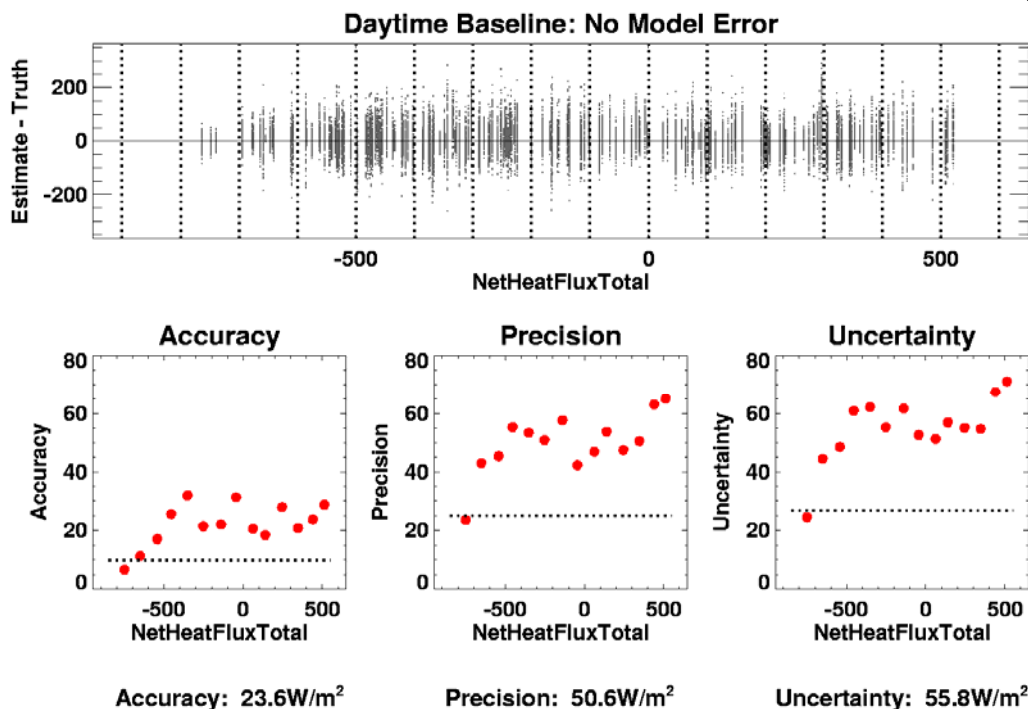 Daytime Baseline: No Model Error
Estimate - Truth
200
0
-200
-500 0 500
NetHeatFluxTotal
Accuracy
Accuracy
80
60
40
20
0
-500 0 500
NetHeatFluxTotal
Precision
Precision
80
60
40
20
0
-500 0 500
NetHeatFluxTotal
Uncertainty
Uncertainty
80
60
40
20
0
-500 0 500
NetHeatFluxTotal
Accuracy: 23.6W/m²
Precision: 50.6W/m²
Uncertainty: 55.8W/m²